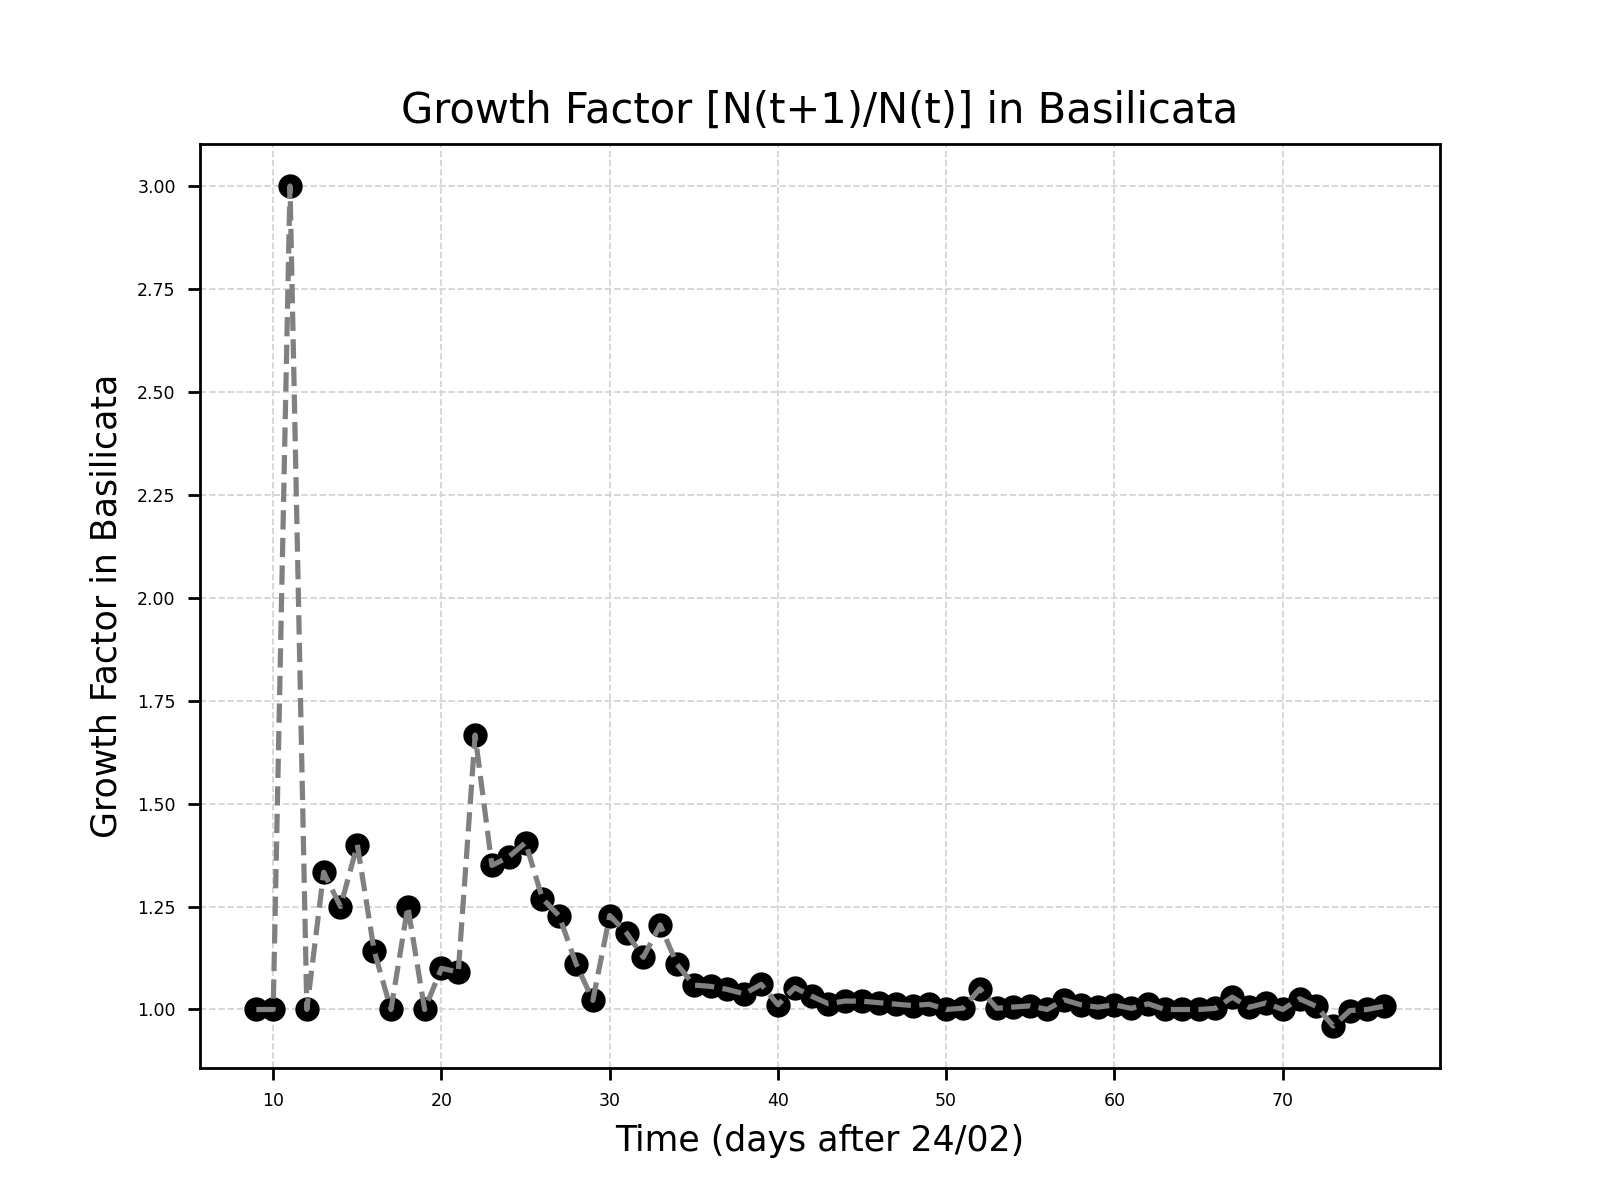 Growth Factor [N(t+1)/N(t)] in Basilicata
Growth Factor in Basilicata
3.00
2.75
2.50
2.25
2.00
1.75
1.50
1.25
1.00
10 20 30 40 50 60 70
Time (days after 24/02)